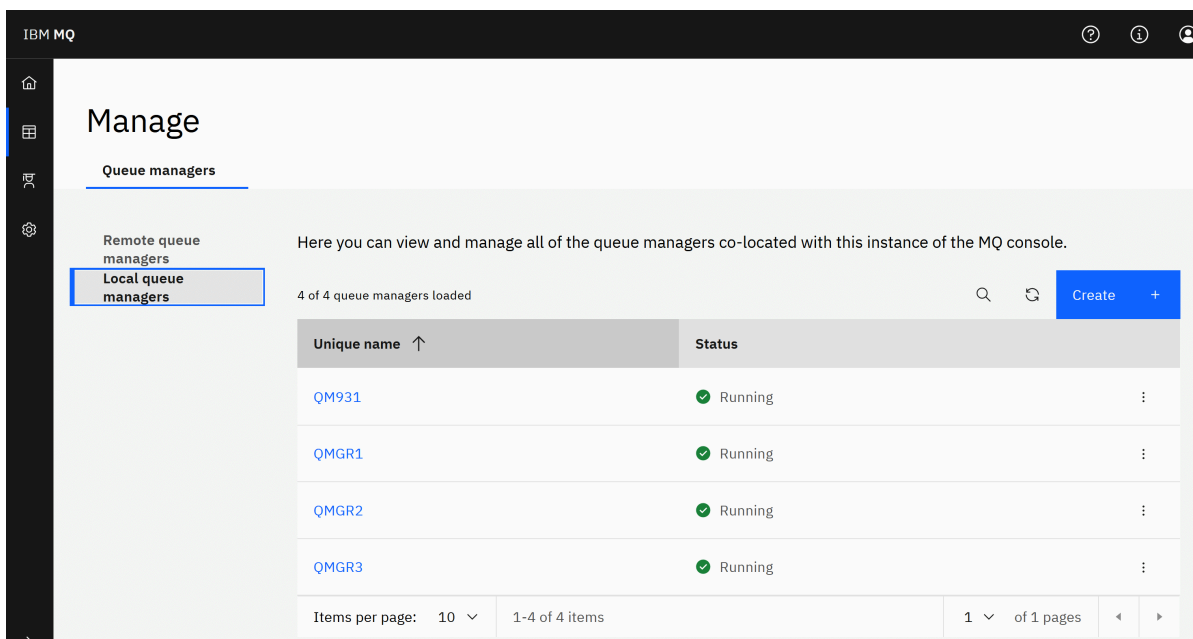 IBM MQ
Manage
Queue managers
Remote queue
managers
Local queue
managers
Here you can view and manage all of the queue managers co-located with this instance of the MQ console.
4 of 4 queue managers loaded
Create +
Unique name Status
QM931 Running
QMGR1 Running
QMGR2 Running
QMGR3 Running
Items per page: 10 1-4 of 4 items 1 of 1 pages